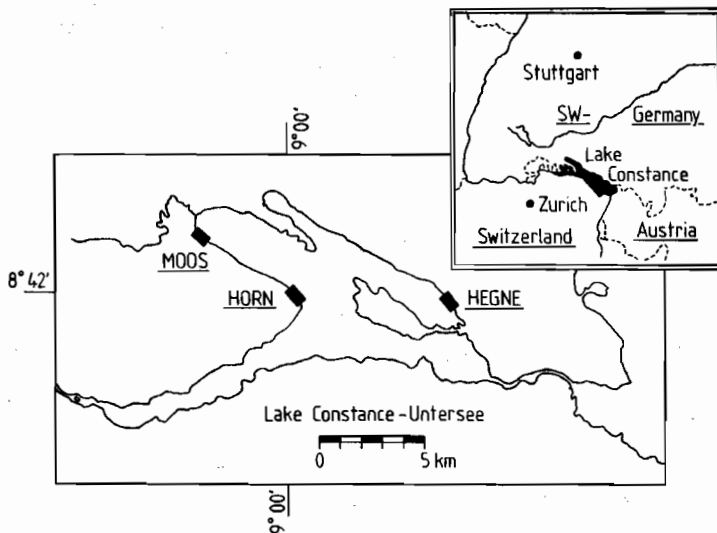 Stuttgart
SW- Germany
Lake
Constance
Zurich
Switzerland
Austria
9°00'
MOOS
8°42'
HORN
HEGNE
Lake Constance-Untersee
0 5 km
9°00'